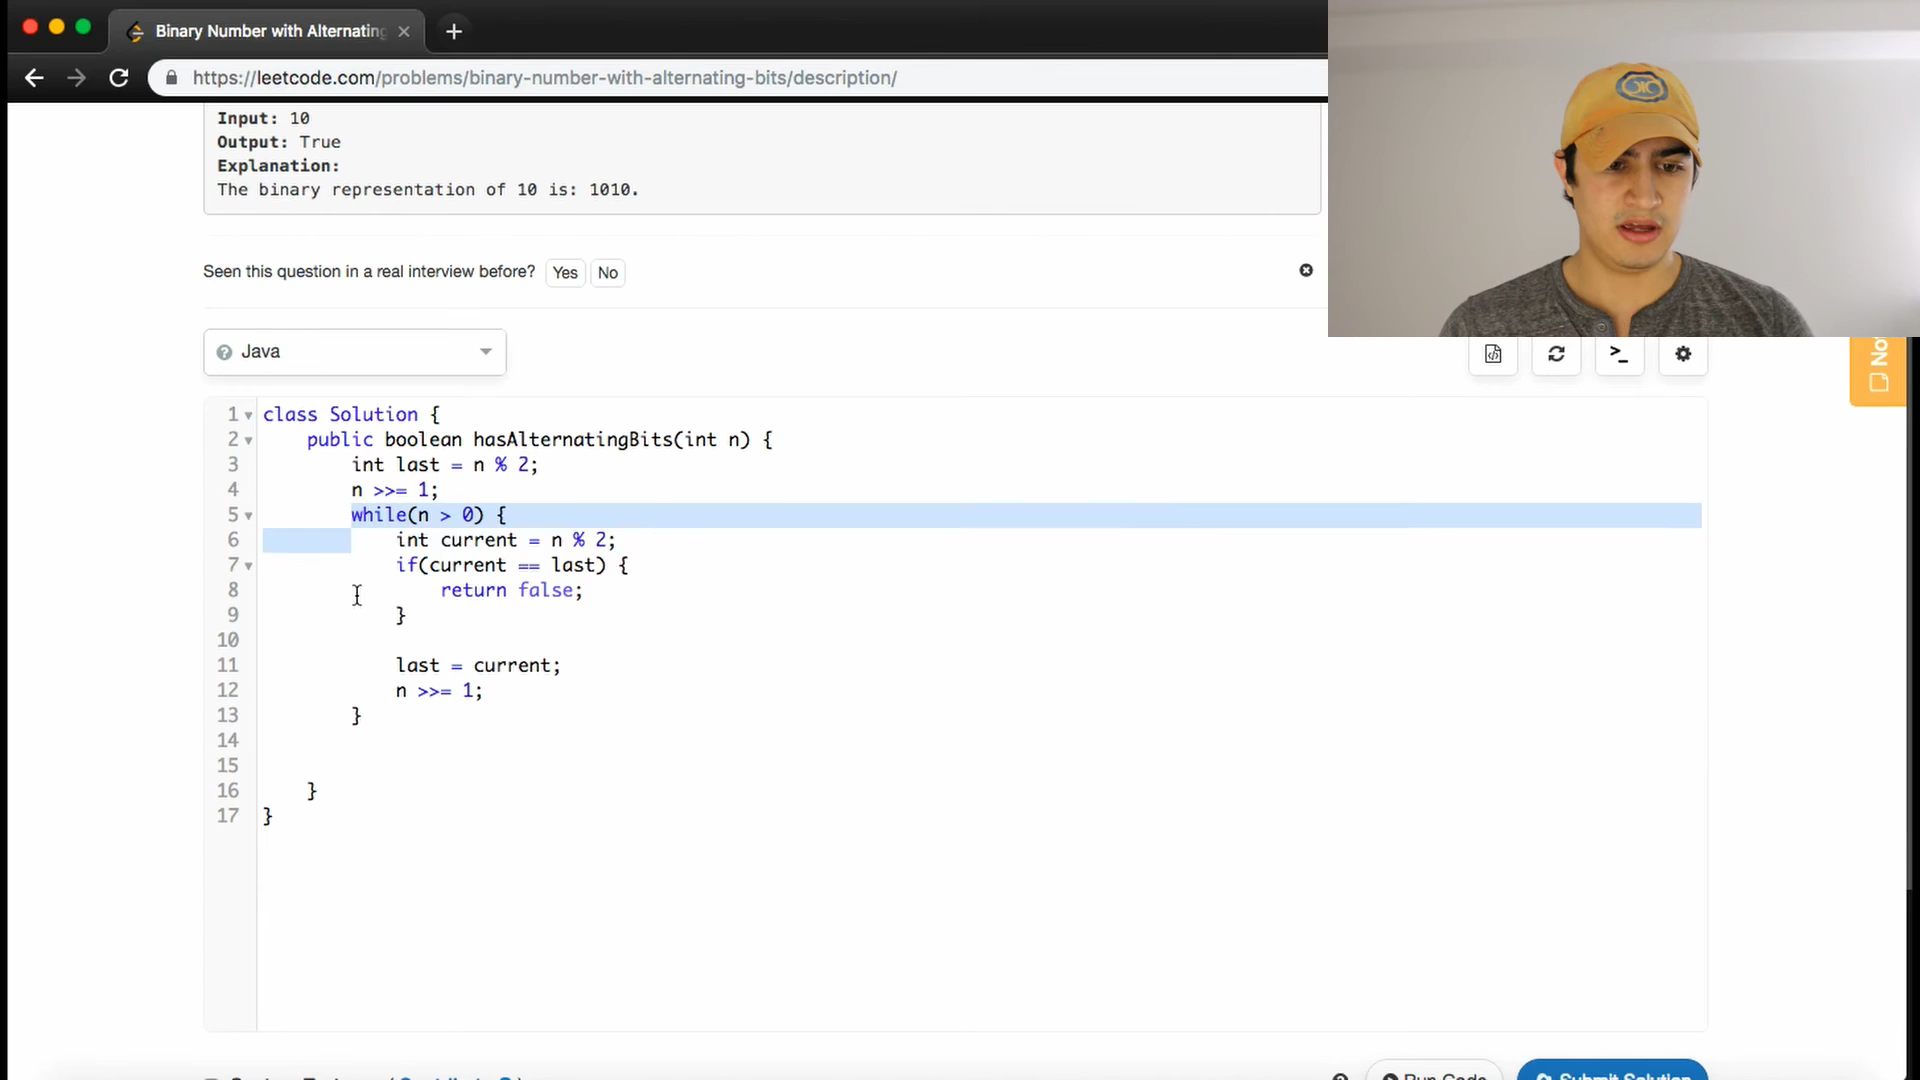 Binary Number with Alternating
https://leetcode.com/problems/binary-number-with-alternating-bits/description/
Input: 10
Output: True
Explanation:
The binary representation of 10 is: 1010.
Seen this question in a real interview before? Yes No
Java
No
1 class Solution {
2 public boolean hasAlternatingBits(int n) {
3 int last = n % 2;
4 n >>= 1;
5 while(n > 0) {
6 int current = n % 2;
7 if(current == last) {
8 return false;
9 }
10
11 last = current;
12 n >>= 1;
13 }
14
15
16 }
17 }
Run Code Submit Solution